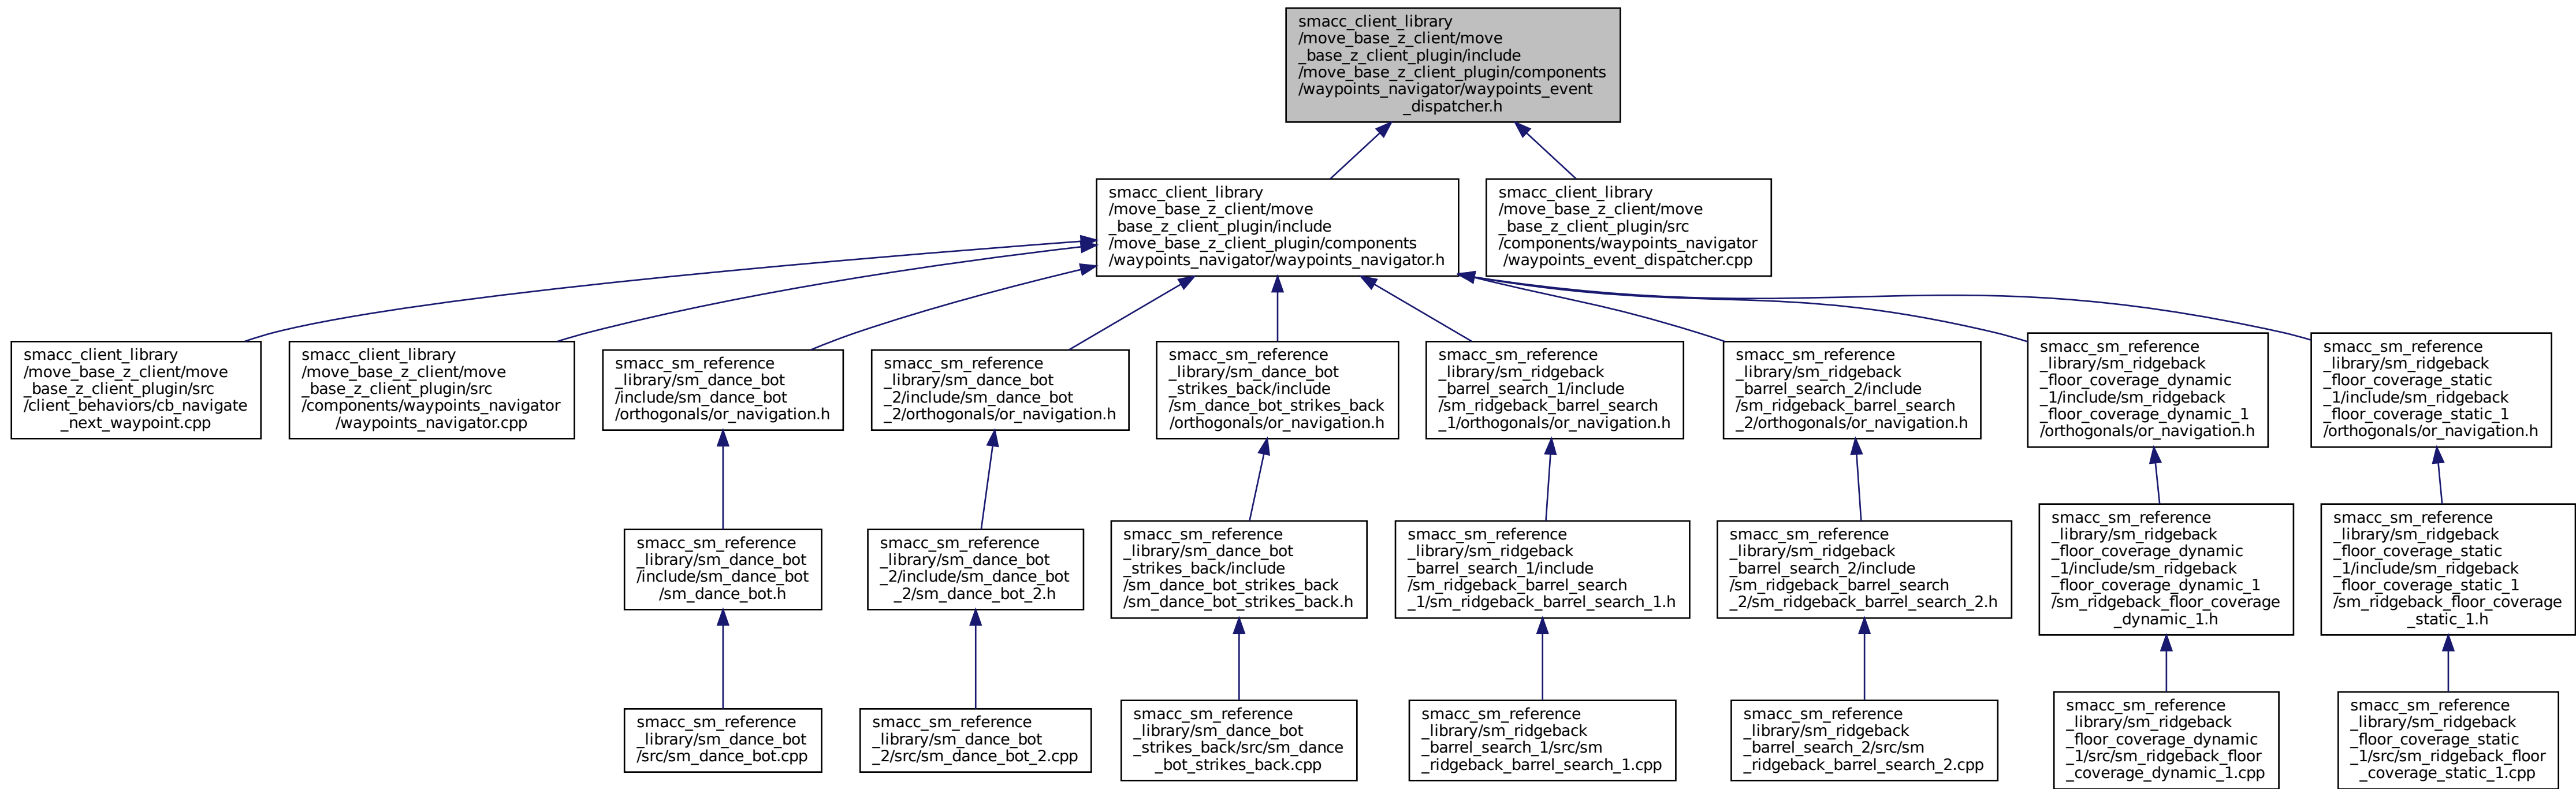 smacc_client_library
/move_base_z_client/move
_base_z_client_plugin/include
/move_base_z_client_plugin/components
/waypoints_navigator/waypoints_event
_dispatcher.h
smacc_client_library
/move_base_z_client/move
_base_z_client_plugin/include
/move_base_z_client_plugin/components
/waypoints_navigator/waypoints_navigator.h
smacc_client_library
/move_base_z_client/move
_base_z_client_plugin/src
/components/waypoints_navigator
/waypoints_event_dispatcher.cpp
smacc_client_library
/move_base_z_client/move
_base_z_client_plugin/src
/client_behaviors/cb_navigate
_next_waypoint.cpp
smacc_client_library
/move_base_z_client/move
_base_z_client_plugin/src
/components/waypoints_navigator
/waypoints_navigator.cpp
smacc_sm_reference
_library/sm_dance_bot
/include/sm_dance_bot
/orthogonals/or_navigation.h
smacc_sm_reference
_library/sm_dance_bot
_2/include/sm_dance_bot
_2/orthogonals/or_navigation.h
smacc_sm_reference
_library/sm_dance_bot
_strikes_back/include
/sm_dance_bot_strikes_back
/orthogonals/or_navigation.h
smacc_sm_reference
_library/sm_ridgeback
_barrel_search_1/include
/sm_ridgeback_barrel_search
_1/orthogonals/or_navigation.h
smacc_sm_reference
_library/sm_ridgeback
_barrel_search_2/include
/sm_ridgeback_barrel_search
_2/orthogonals/or_navigation.h
smacc_sm_reference
_library/sm_ridgeback
_floor_coverage_dynamic
_1/include/sm_ridgeback
_floor_coverage_dynamic_1
/orthogonals/or_navigation.h
smacc_sm_reference
_library/sm_ridgeback
_floor_coverage_static
_1/include/sm_ridgeback
_floor_coverage_static_1
/orthogonals/or_navigation.h
smacc_sm_reference
_library/sm_dance_bot
/include/sm_dance_bot
/sm_dance_bot.h
smacc_sm_reference
_library/sm_dance_bot
_2/include/sm_dance_bot
_2/sm_dance_bot_2.h
smacc_sm_reference
_library/sm_dance_bot
_strikes_back/include
/sm_dance_bot_strikes_back
/sm_dance_bot_strikes_back.h
smacc_sm_reference
_library/sm_ridgeback
_barrel_search_1/include
/sm_ridgeback_barrel_search
_1/sm_ridgeback_barrel_search_1.h
smacc_sm_reference
_library/sm_ridgeback
_barrel_search_2/include
/sm_ridgeback_barrel_search
_2/sm_ridgeback_barrel_search_2.h
smacc_sm_reference
_library/sm_ridgeback
_floor_coverage_dynamic
_1/include/sm_ridgeback
_floor_coverage_dynamic_1
/sm_ridgeback_floor_coverage
_dynamic_1.h
smacc_sm_reference
_library/sm_ridgeback
_floor_coverage_static
_1/include/sm_ridgeback
_floor_coverage_static_1
/sm_ridgeback_floor_coverage
_static_1.h
smacc_sm_reference
_library/sm_dance_bot
/src/sm_dance_bot.cpp
smacc_sm_reference
_library/sm_dance_bot
_2/src/sm_dance_bot_2.cpp
smacc_sm_reference
_library/sm_dance_bot
_strikes_back/src/sm_dance
_bot_strikes_back.cpp
smacc_sm_reference
_library/sm_ridgeback
_barrel_search_1/src/sm
_ridgeback_barrel_search_1.cpp
smacc_sm_reference
_library/sm_ridgeback
_barrel_search_2/src/sm
_ridgeback_barrel_search_2.cpp
smacc_sm_reference
_library/sm_ridgeback
_floor_coverage_dynamic
_1/src/sm_ridgeback_floor
_coverage_dynamic_1.cpp
smacc_sm_reference
_library/sm_ridgeback
_floor_coverage_static
_1/src/sm_ridgeback_floor
_coverage_static_1.cpp